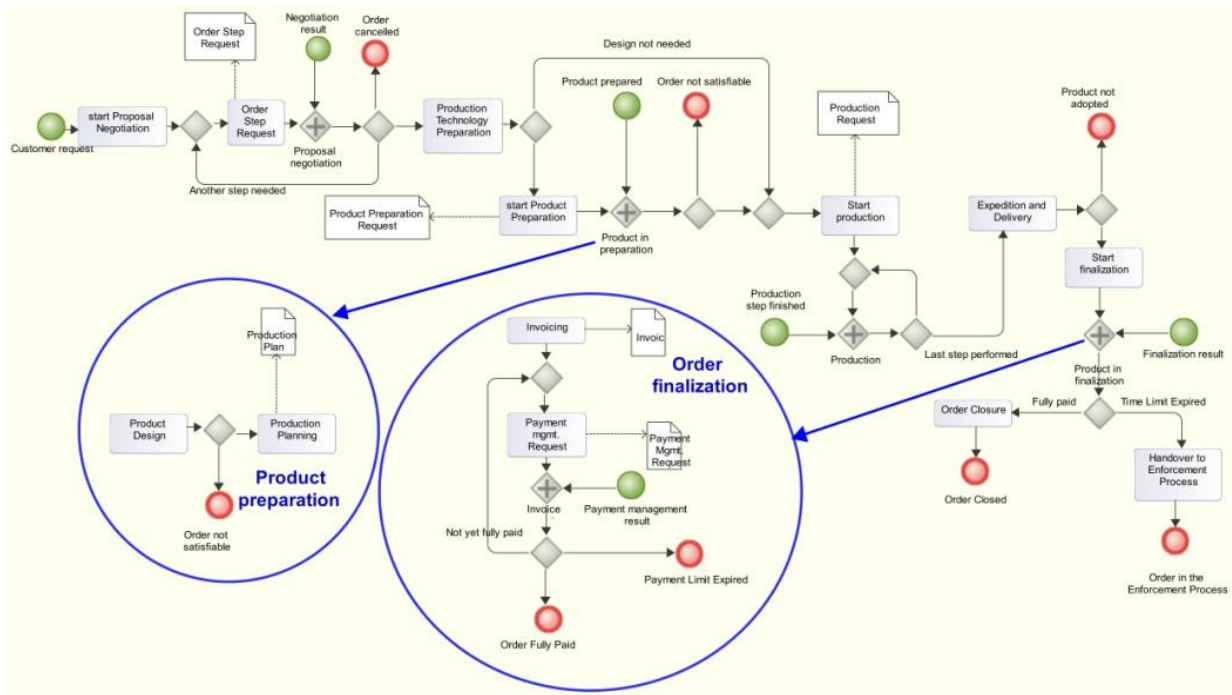 Order Step
Request
Negotiation
result
Order
cancelled
Design not needed
Product prepared
Order not satisfiable
Production
Request
Product not
adopted
start Proposal
Negotiation
Order
Step
Request
Production
Technology
Preparation
Customer request
Proposal
negotiation
Another step needed
Product Preparation
Request
start Product
Preparation
Product in
preparation
Start
production
Expedition and
Delivery
Start
finalization
Production
step finished
Production
Last step performed
Finalization result
Product in
finalization
Production
Plan
Product
Design
Production
Planning
Product
preparation
Order not
satisfiable
Invoicing
Invoic
Order
finalization
Payment
mgmt.
Request
Payment
Mgmt.
Request
Invoice
Payment management
result
Not yet fully paid
Payment Limit Expired
Order Fully Paid
Order Closure
Fully paid
Time Limit Expired
Handover to
Enforcement
Process
Order Closed
Order in the
Enforcement Process